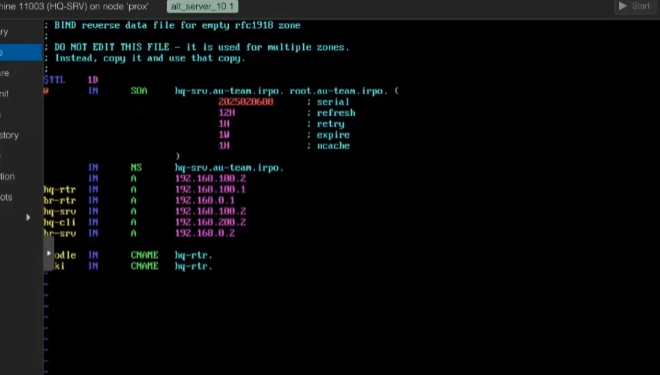 nine 11003 (HQ-SRV) on node 'prox' alt_server_10.1 Start
; BIND reverse data file for empty rfc1918 zone
;
; DO NOT EDIT THIS FILE - it is used for multiple zones.
; Instead, copy it and use that copy.
;
$TTL 1D
@ IN SOA hq-srv.au-team.irpo. root.au-team.irpo. (
2025020600 ; serial
12H ; refresh
1H ; retry
1W ; expire
1H ; ncache
)
IN NS hq-srv.au-team.irpo.
IN A 192.168.100.2
hq-rtr IN A 192.168.100.1
br-rtr IN A 192.168.0.1
hq-srv IN A 192.168.100.2
hq-cli IN A 192.168.200.2
br-srv IN A 192.168.0.2
odle IN CNAME hq-rtr.
ki IN CNAME hq-rtr.
~
~
~
~
~
~
~
~
~
ry
re
nit
story
tion
ots